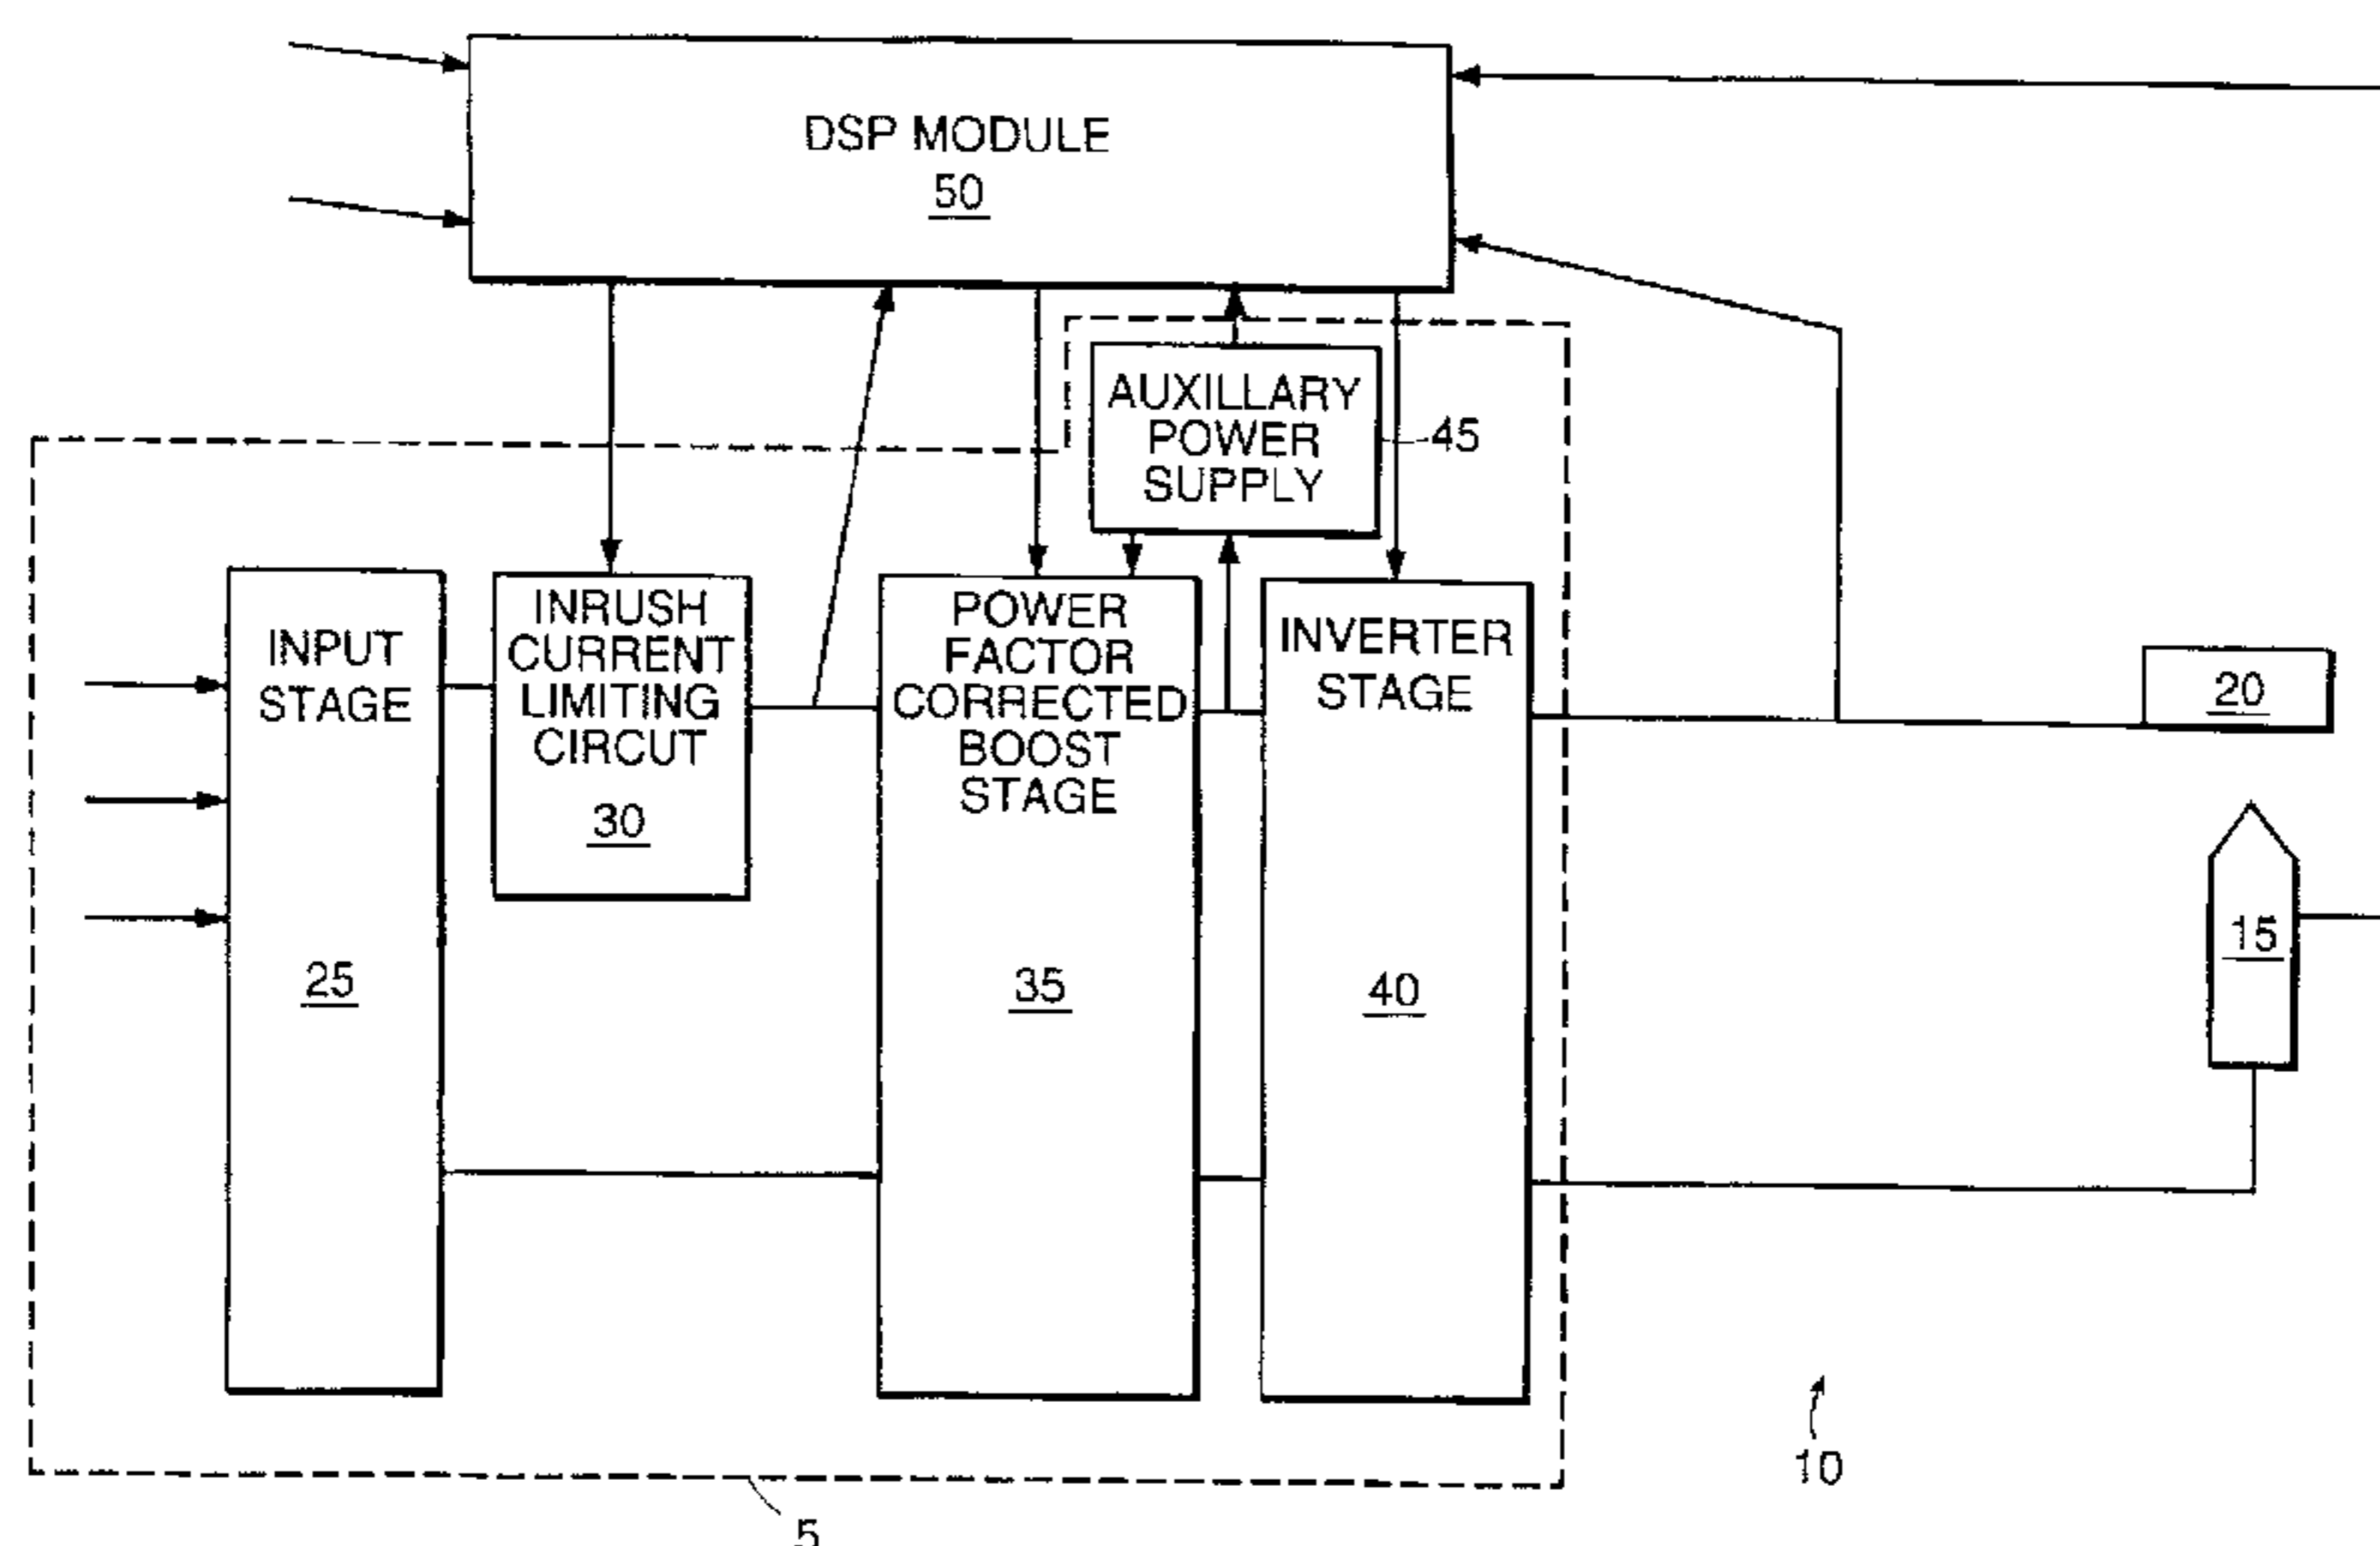 DSP MODULE
50
AUXILLARY
POWER
SUPPLY
45
INPUT
STAGE
25
INRUSH
CURRENT
LIMITING
CIRCUT
30
POWER
FACTOR
CORRECTED
BOOST
STAGE
35
INVERTER
STAGE
40
20
15
10
5